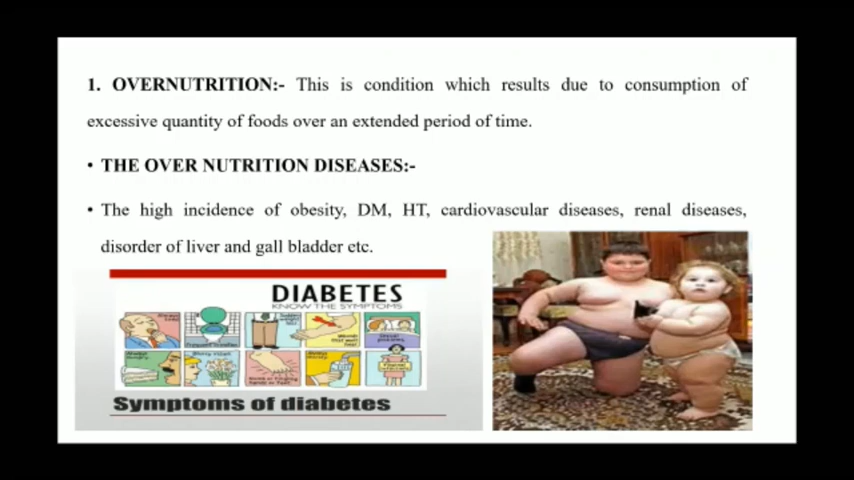 1. OVERNUTRITION:- This is condition which results due to consumption of
excessive quantity of foods over an extended period of time.
• THE OVER NUTRITION DISEASES:-
• The high incidence of obesity, DM, HT, cardiovascular diseases, renal diseases,
disorder of liver and gall bladder etc.
DIABETES
KNOW THE SYMPTOMS
Symptoms of diabetes